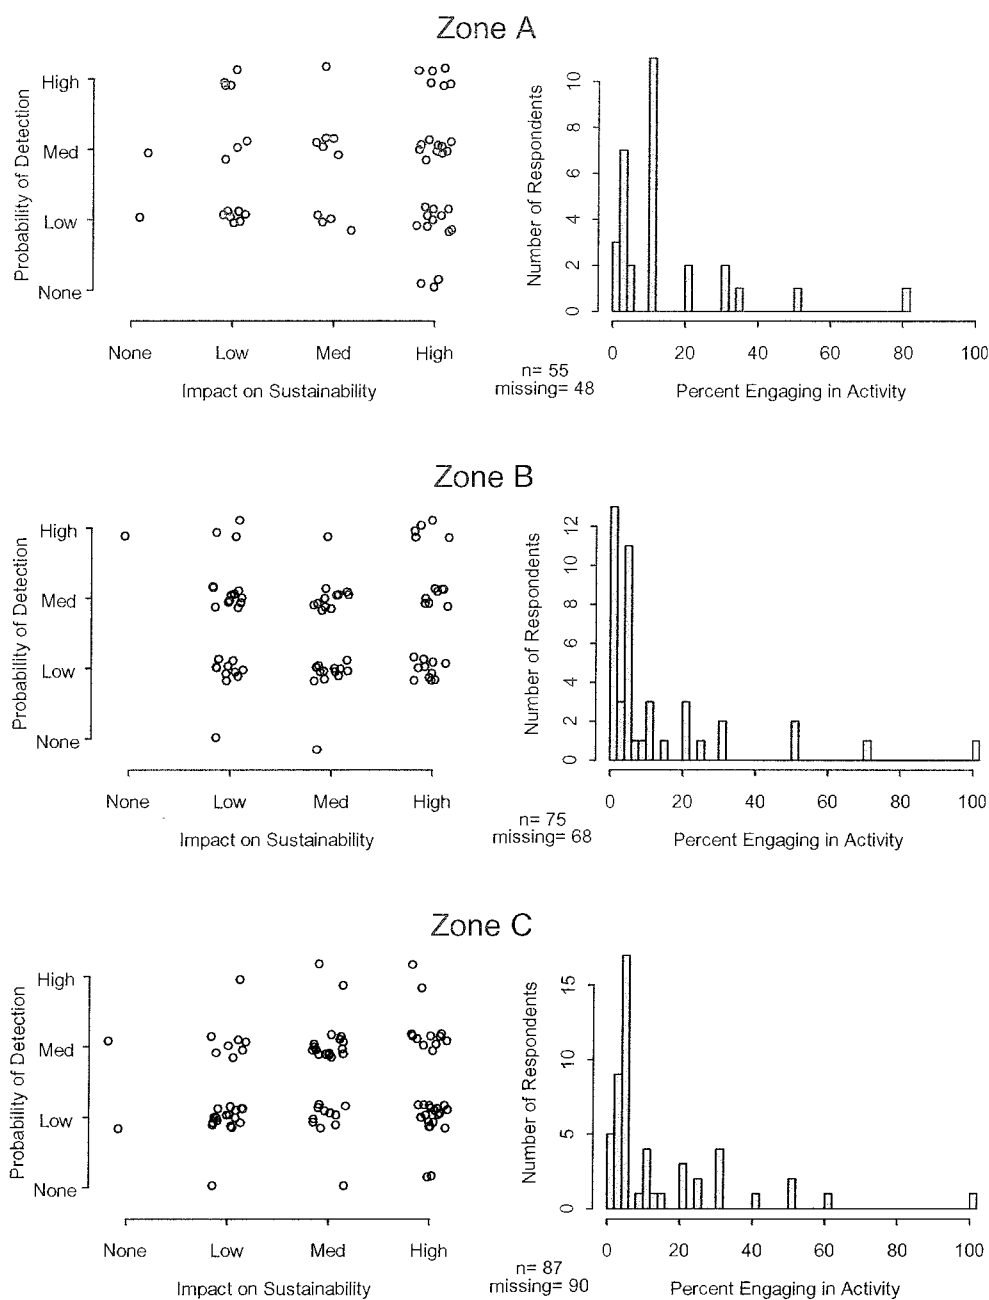 Zone A
Probability of Detection
High
Med
Low
None
None Low Med High
Impact on Sustainability
n= 55
missing= 48
Number of Respondents
0 2 4 6 8 10
0 20 40 60 80 100
Percent Engaging in Activity
Zone B
Probability of Detection
High
Med
Low
None
None Low Med High
Impact on Sustainability
n= 75
missing= 68
Number of Respondents
0 2 4 6 8 10 12
0 20 40 60 80 100
Percent Engaging in Activity
Zone C
Probability of Detection
High
Med
Low
None
None Low Med High
Impact on Sustainability
n= 87
missing= 90
Number of Respondents
0 5 10 15
0 20 40 60 80 100
Percent Engaging in Activity